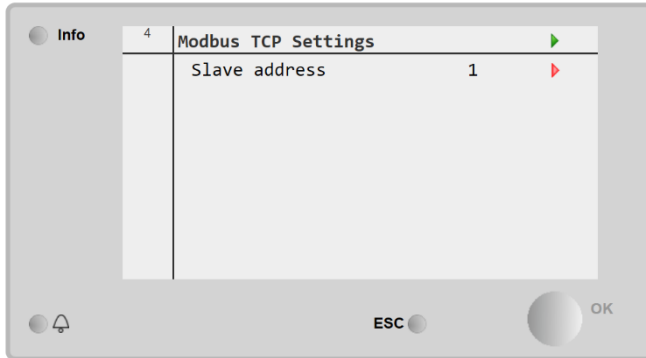 Info
4
Modbus TCP Settings
Slave address 1
ESC
OK